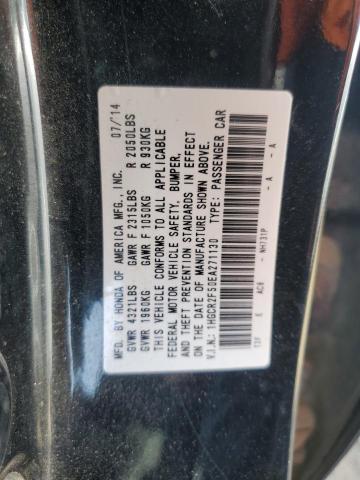 MFD. BY HONDA OF AMERICA MFG., INC. 07/14
GVWR 4321LBS GAWR F 2315LBS R 2050LBS
GVWR 1960KG GAWR F 1050KG R 930KG
THIS VEHICLE CONFORMS TO ALL APPLICABLE
FEDERAL MOTOR VEHICLE SAFETY, BUMPER,
AND THEFT PREVENTION STANDARDS IN EFFECT
ON THE DATE OF MANUFACTURE SHOWN ABOVE.
V.I.N.: 1HGCR2F50EA271130 TYPE: PASSENGER CAR
E AC6 NH731P - A - A